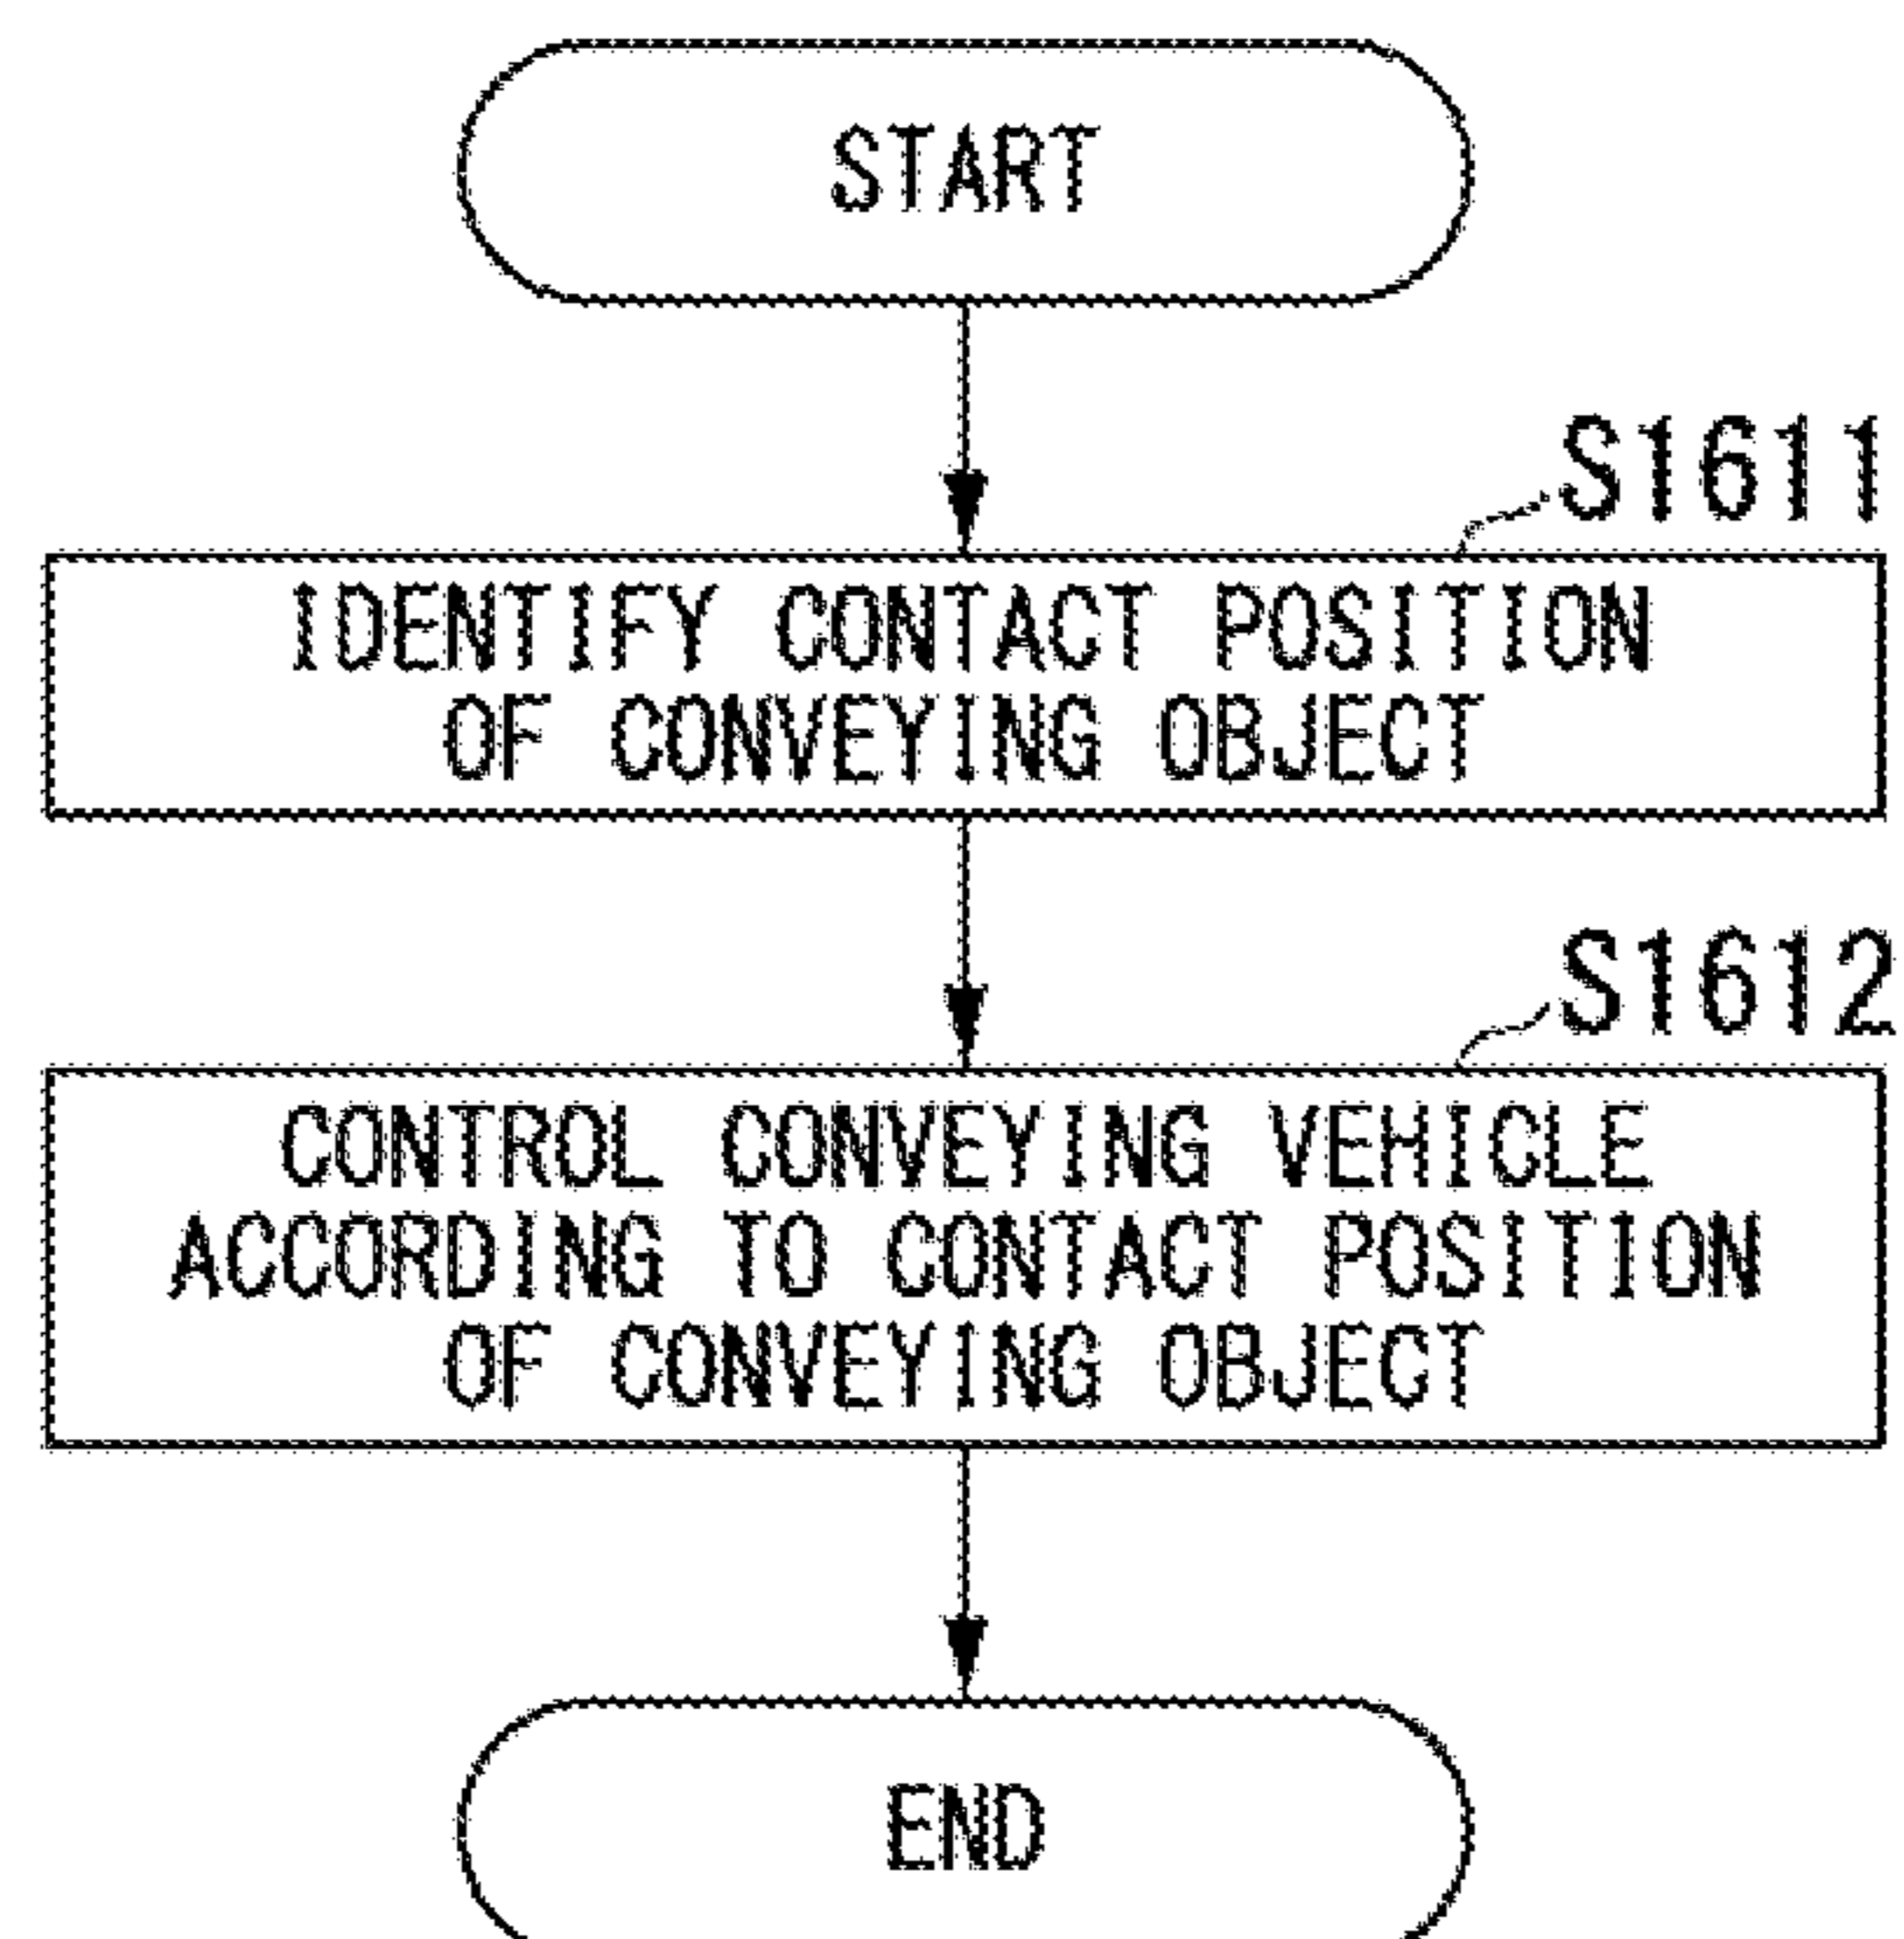 START
S1611
IDENTIFY CONTACT POSITION
OF CONVEYING OBJECT
S1612
CONTROL CONVEYING VEHICLE
ACCORDING TO CONTACT POSITION
OF CONVEYING OBJECT
END